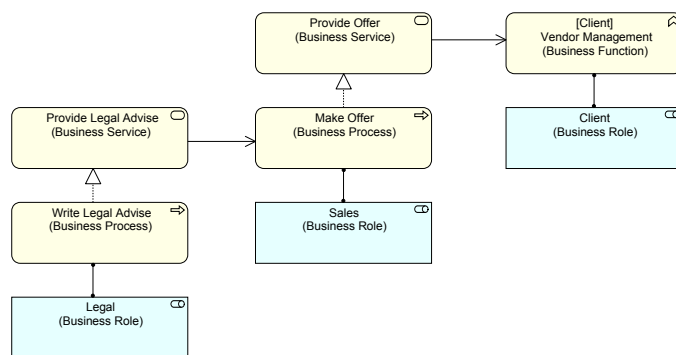 Provide Offer
(Business Service)
[Client]
Vendor Management
(Business Function)
Provide Legal Advise
(Business Service)
Make Offer
(Business Process)
Client
(Business Role)
Write Legal Advise
(Business Process)
Sales
(Business Role)
Legal
(Business Role)